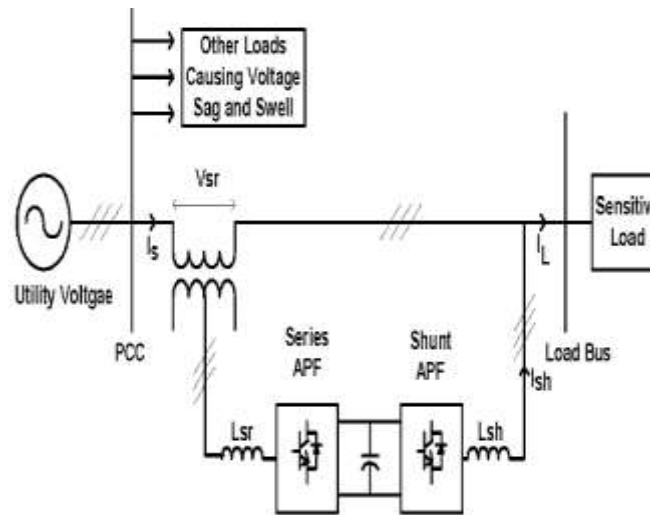 Other Loads
Causing Voltage
Sag and Swell
Vsr
Is
IL
Sensitive
Load
Utility Voltgae
PCC
Series
APF
Shunt
APF
Load Bus
Ish
Lsr
Lsh